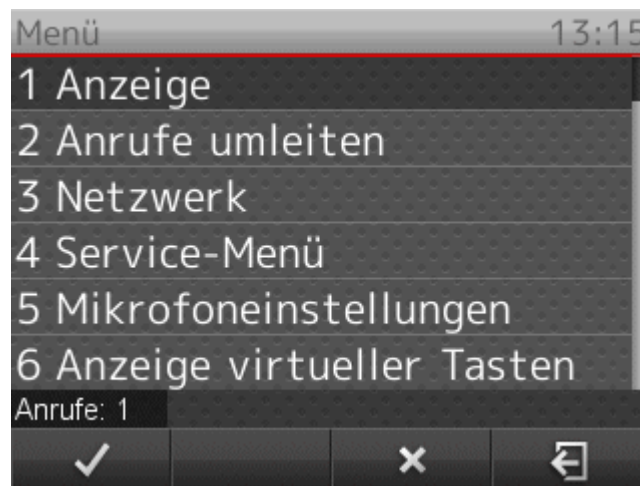 Menü 13:15
1 Anzeige
2 Anrufe umleiten
3 Netzwerk
4 Service-Menü
5 Mikrofoneinstellungen
6 Anzeige virtueller Tasten
Anrufe: 1